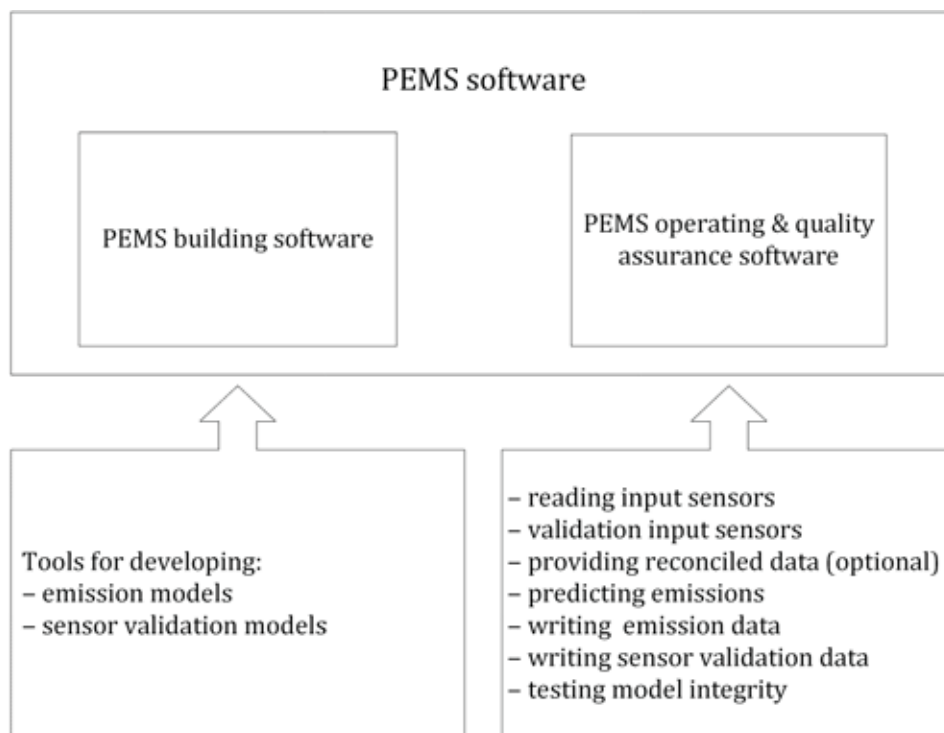 PEMS software
PEMS building software
PEMS operating & quality
assurance software
Tools for developing:
– emission models
– sensor validation models
– reading input sensors
– validation input sensors
– providing reconciled data (optional)
– predicting emissions
– writing emission data
– writing sensor validation data
– testing model integrity